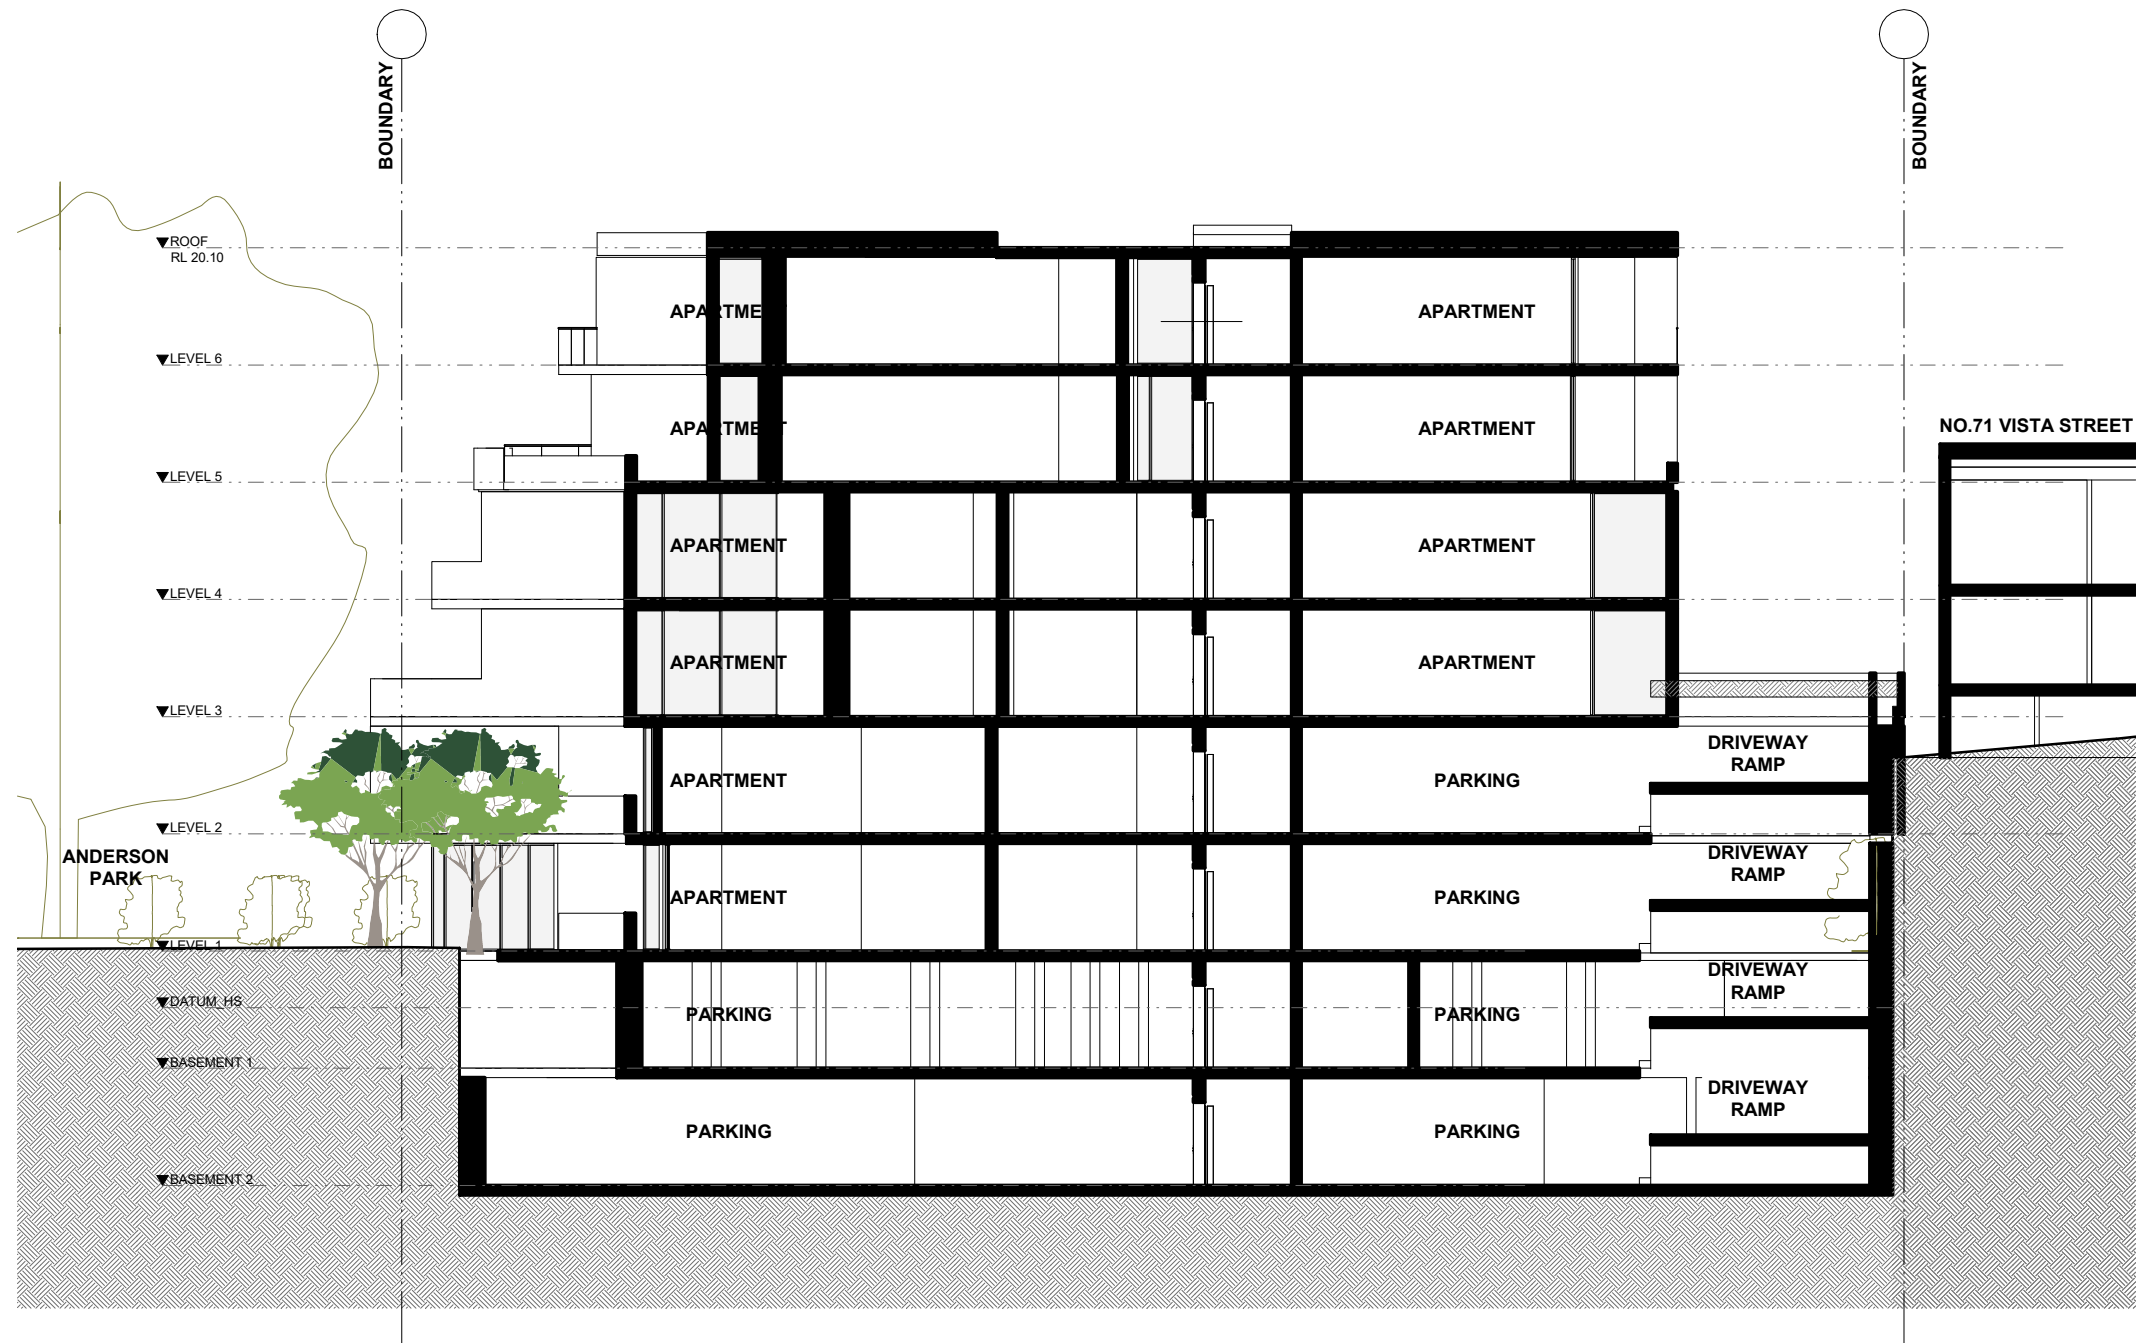 BOUNDARY
BOUNDARY
ROOF
RL 20.10
APARTME
APARTMENT
LEVEL 6
APARTMENT
APARTMENT
NO.71 VISTA STREET
LEVEL 5
APARTMENT
APARTMENT
LEVEL 4
APARTMENT
APARTMENT
LEVEL 3
DRIVEWAY
RAMP
APARTMENT
PARKING
LEVEL 2
ANDERSON
PARK
DRIVEWAY
RAMP
APARTMENT
PARKING
LEVEL 1
DRIVEWAY
RAMP
DATUM_HS
PARKING
PARKING
BASEMENT 1
DRIVEWAY
RAMP
PARKING
PARKING
BASEMENT 2